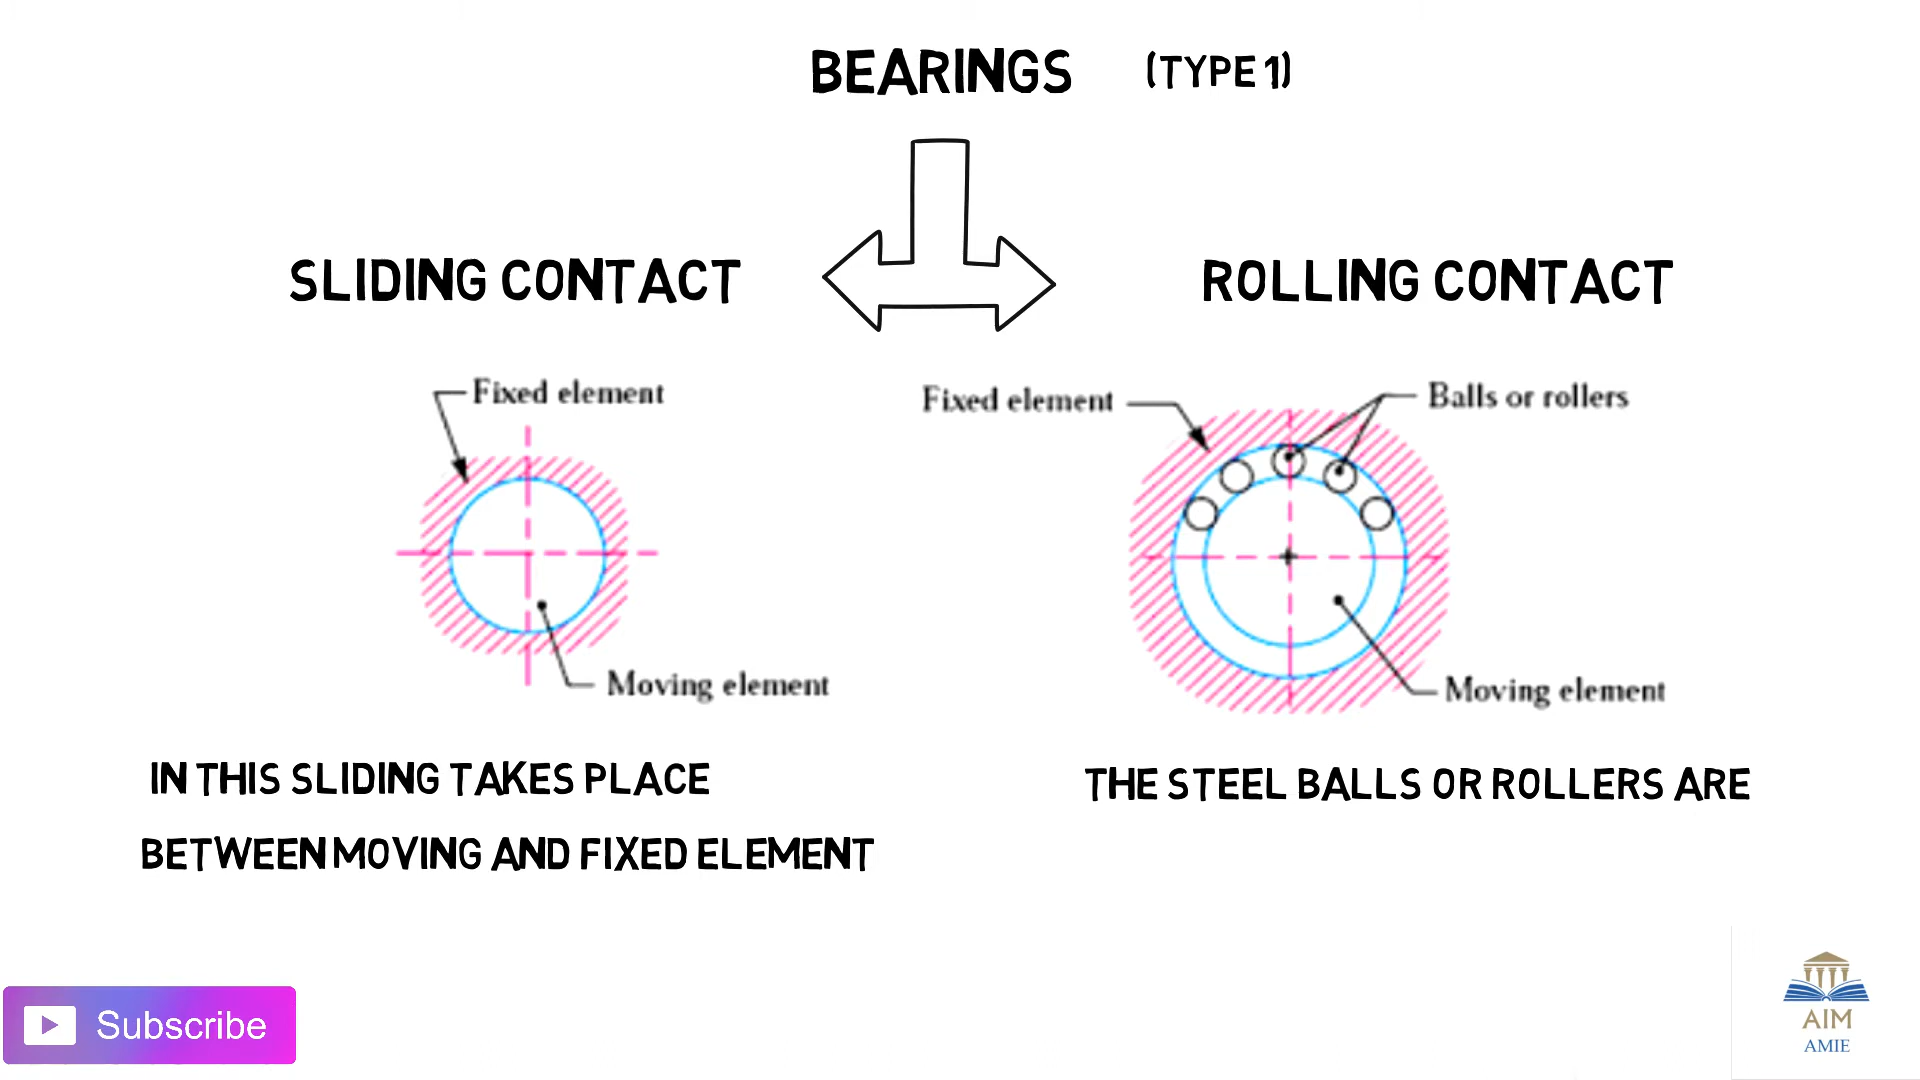 BEARINGS (TYPE 1)
SLIDING CONTACT
ROLLING CONTACT
Fixed element
Moving element
Fixed element
Balls or rollers
Moving element
IN THIS SLIDING TAKES PLACE
BETWEEN MOVING AND FIXED ELEMENT
THE STEEL BALLS OR ROLLERS ARE
Subscribe
AIM
AMIE